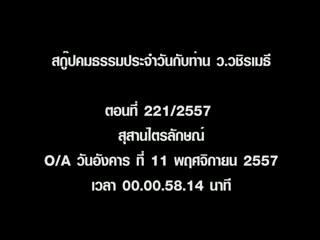 สกู๊ปคมธรรมประจำวันกับท่าน ว.วชิรเมธี
ตอนที่ 221/2557
สุสานไตรลักษณ์
O/A วันอังคาร ที่ 11 พฤศจิกายน 2557
เวลา 00.00.58.14 นาที